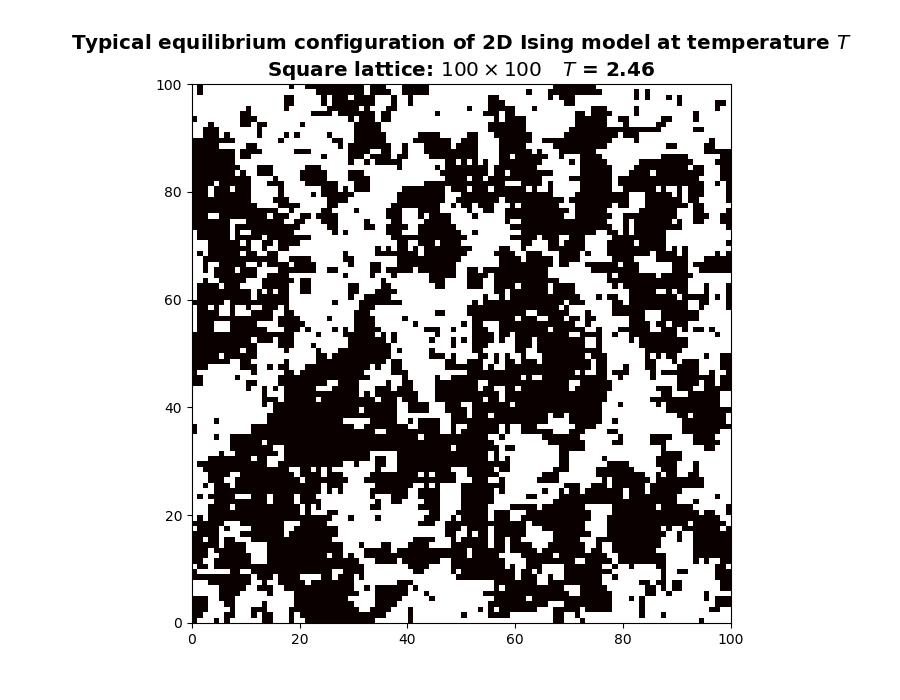 Typical equilibrium configuration of 2D Ising model at temperature T
Square lattice: 100 × 100 T = 2.46
100
80
60
40
20
0
0 20 40 60 80 100